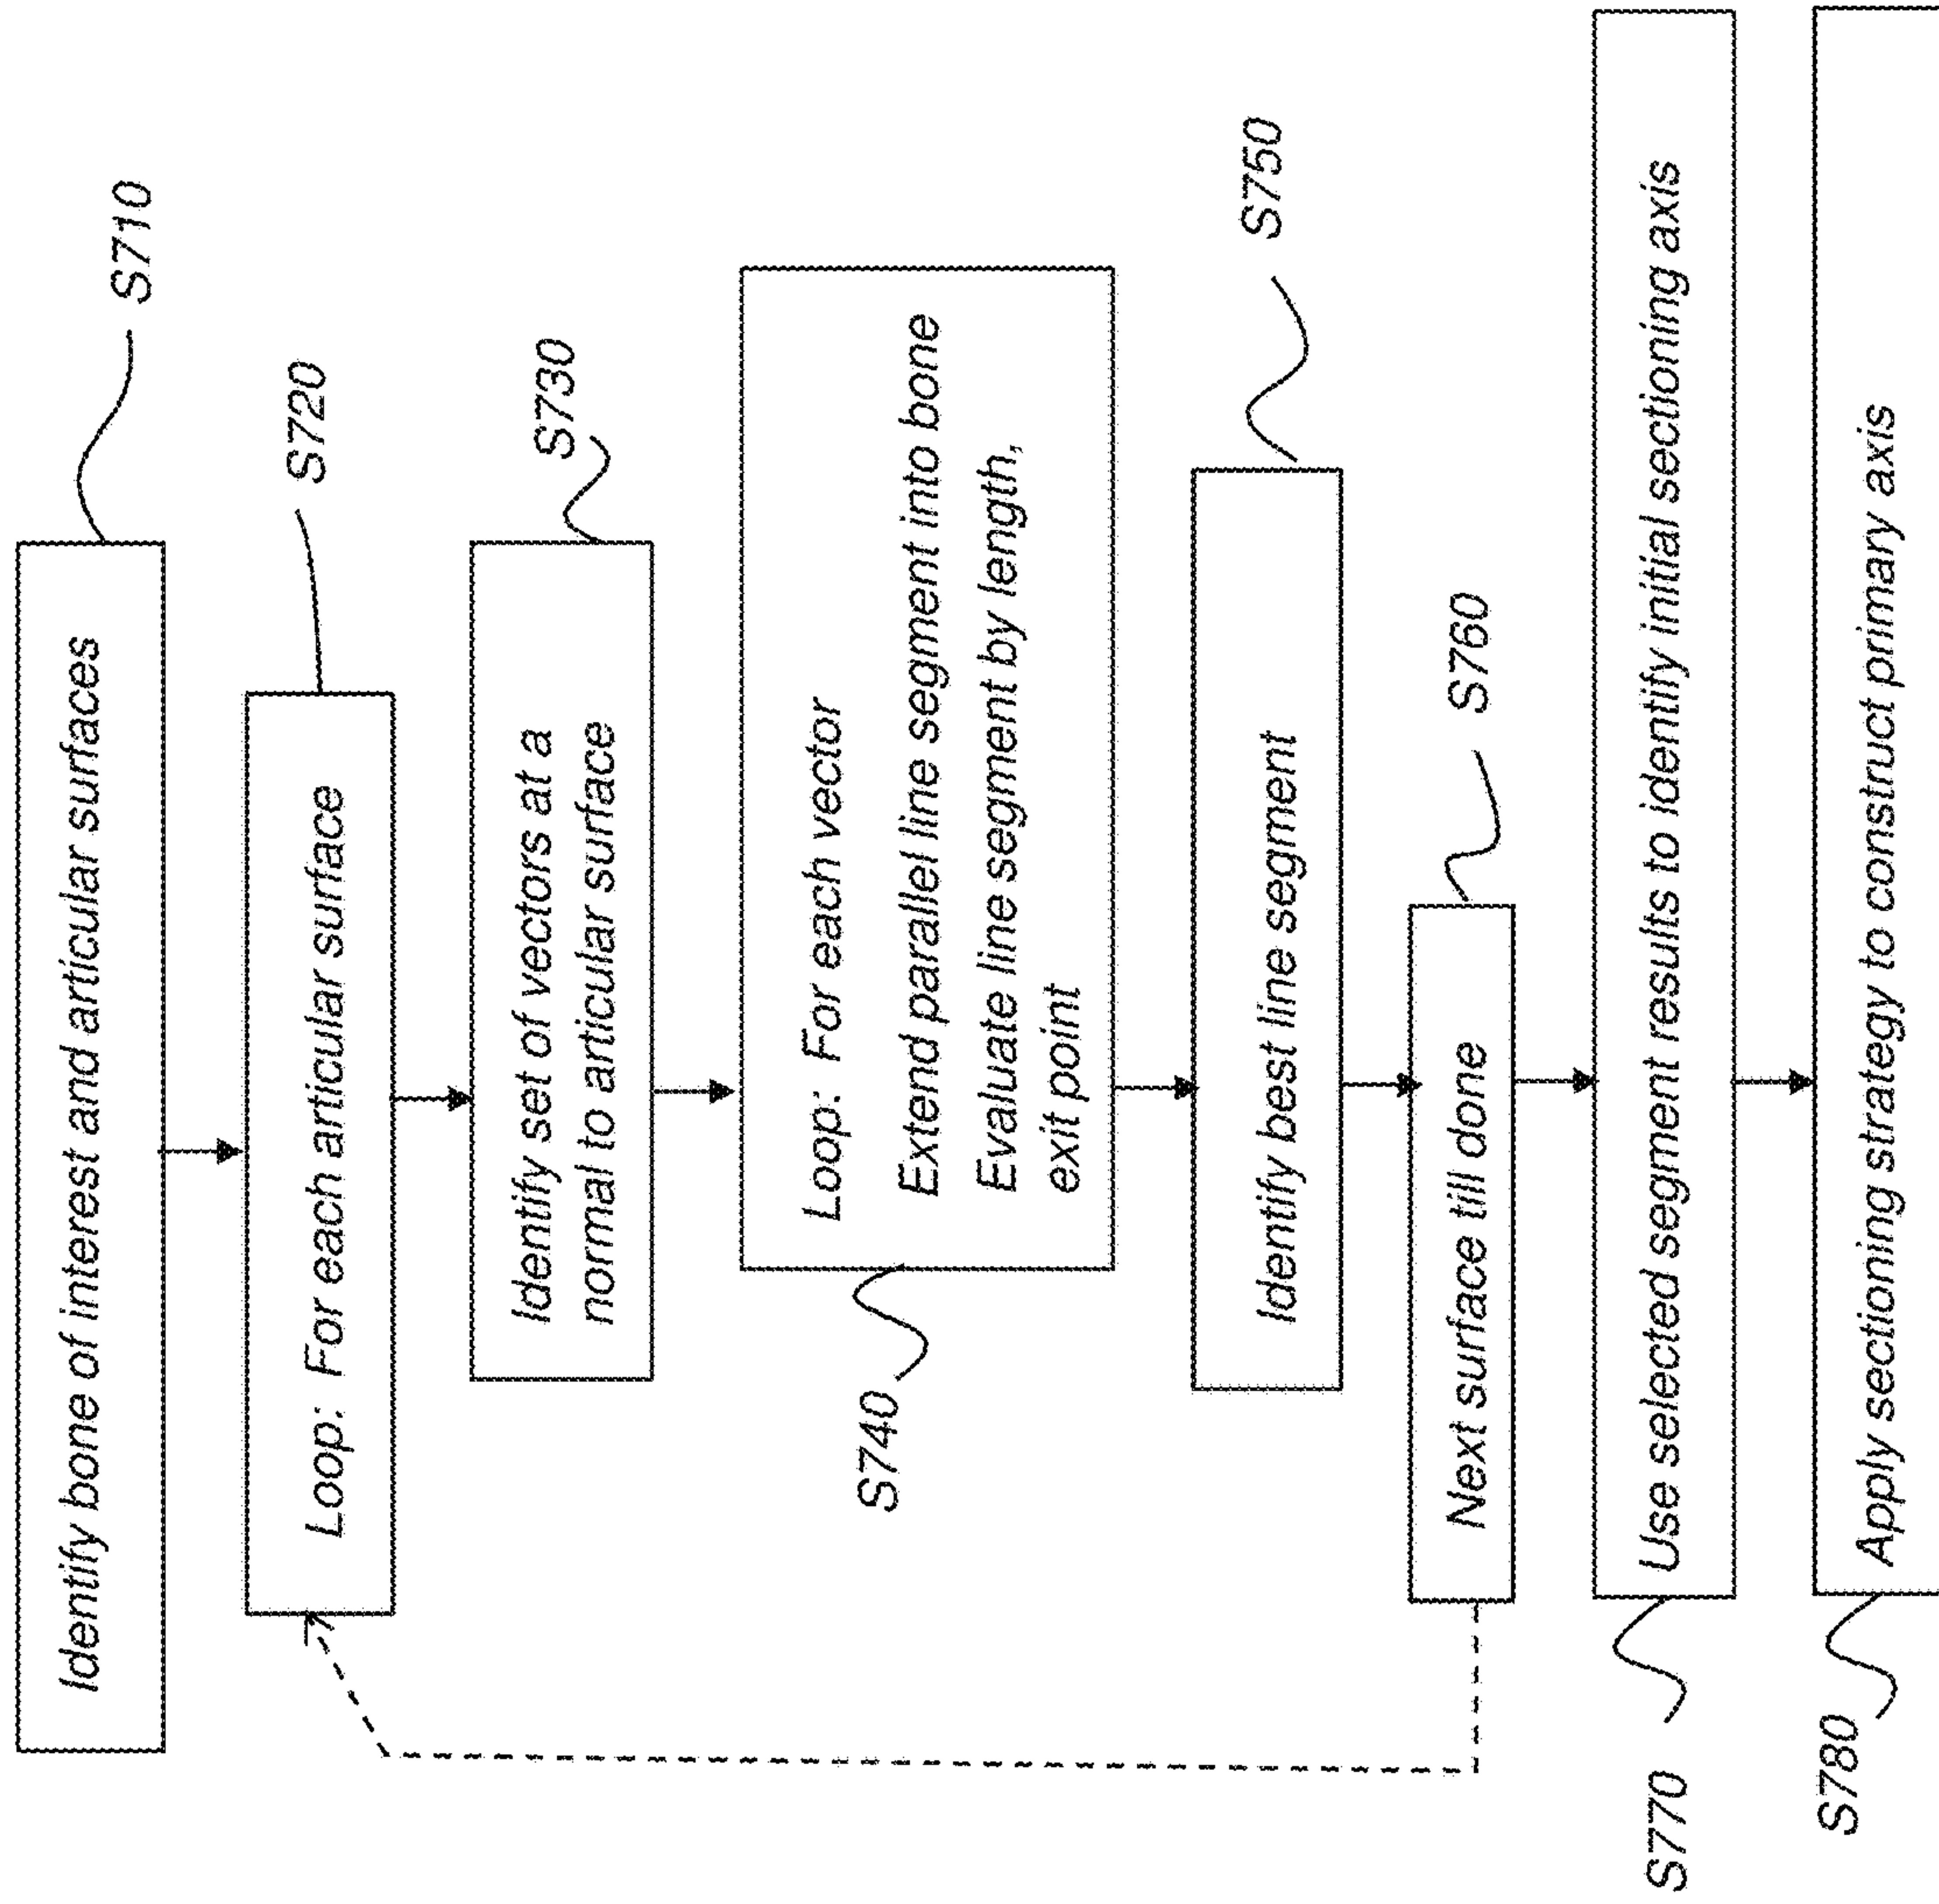 Identify bone of interest and articular surfaces
S710
Loop: For each articular surface
S720
Identify set of vectors at a
normal to articular surface
S730
Loop: For each vector
Extend parallel line segment into bone
Evaluate line segment by length,
exit point
S740
Identify best line segment
S750
Next surface till done
S760
Use selected segment results to identify initial sectioning axis
S770
Apply sectioning strategy to construct primary axis
S780